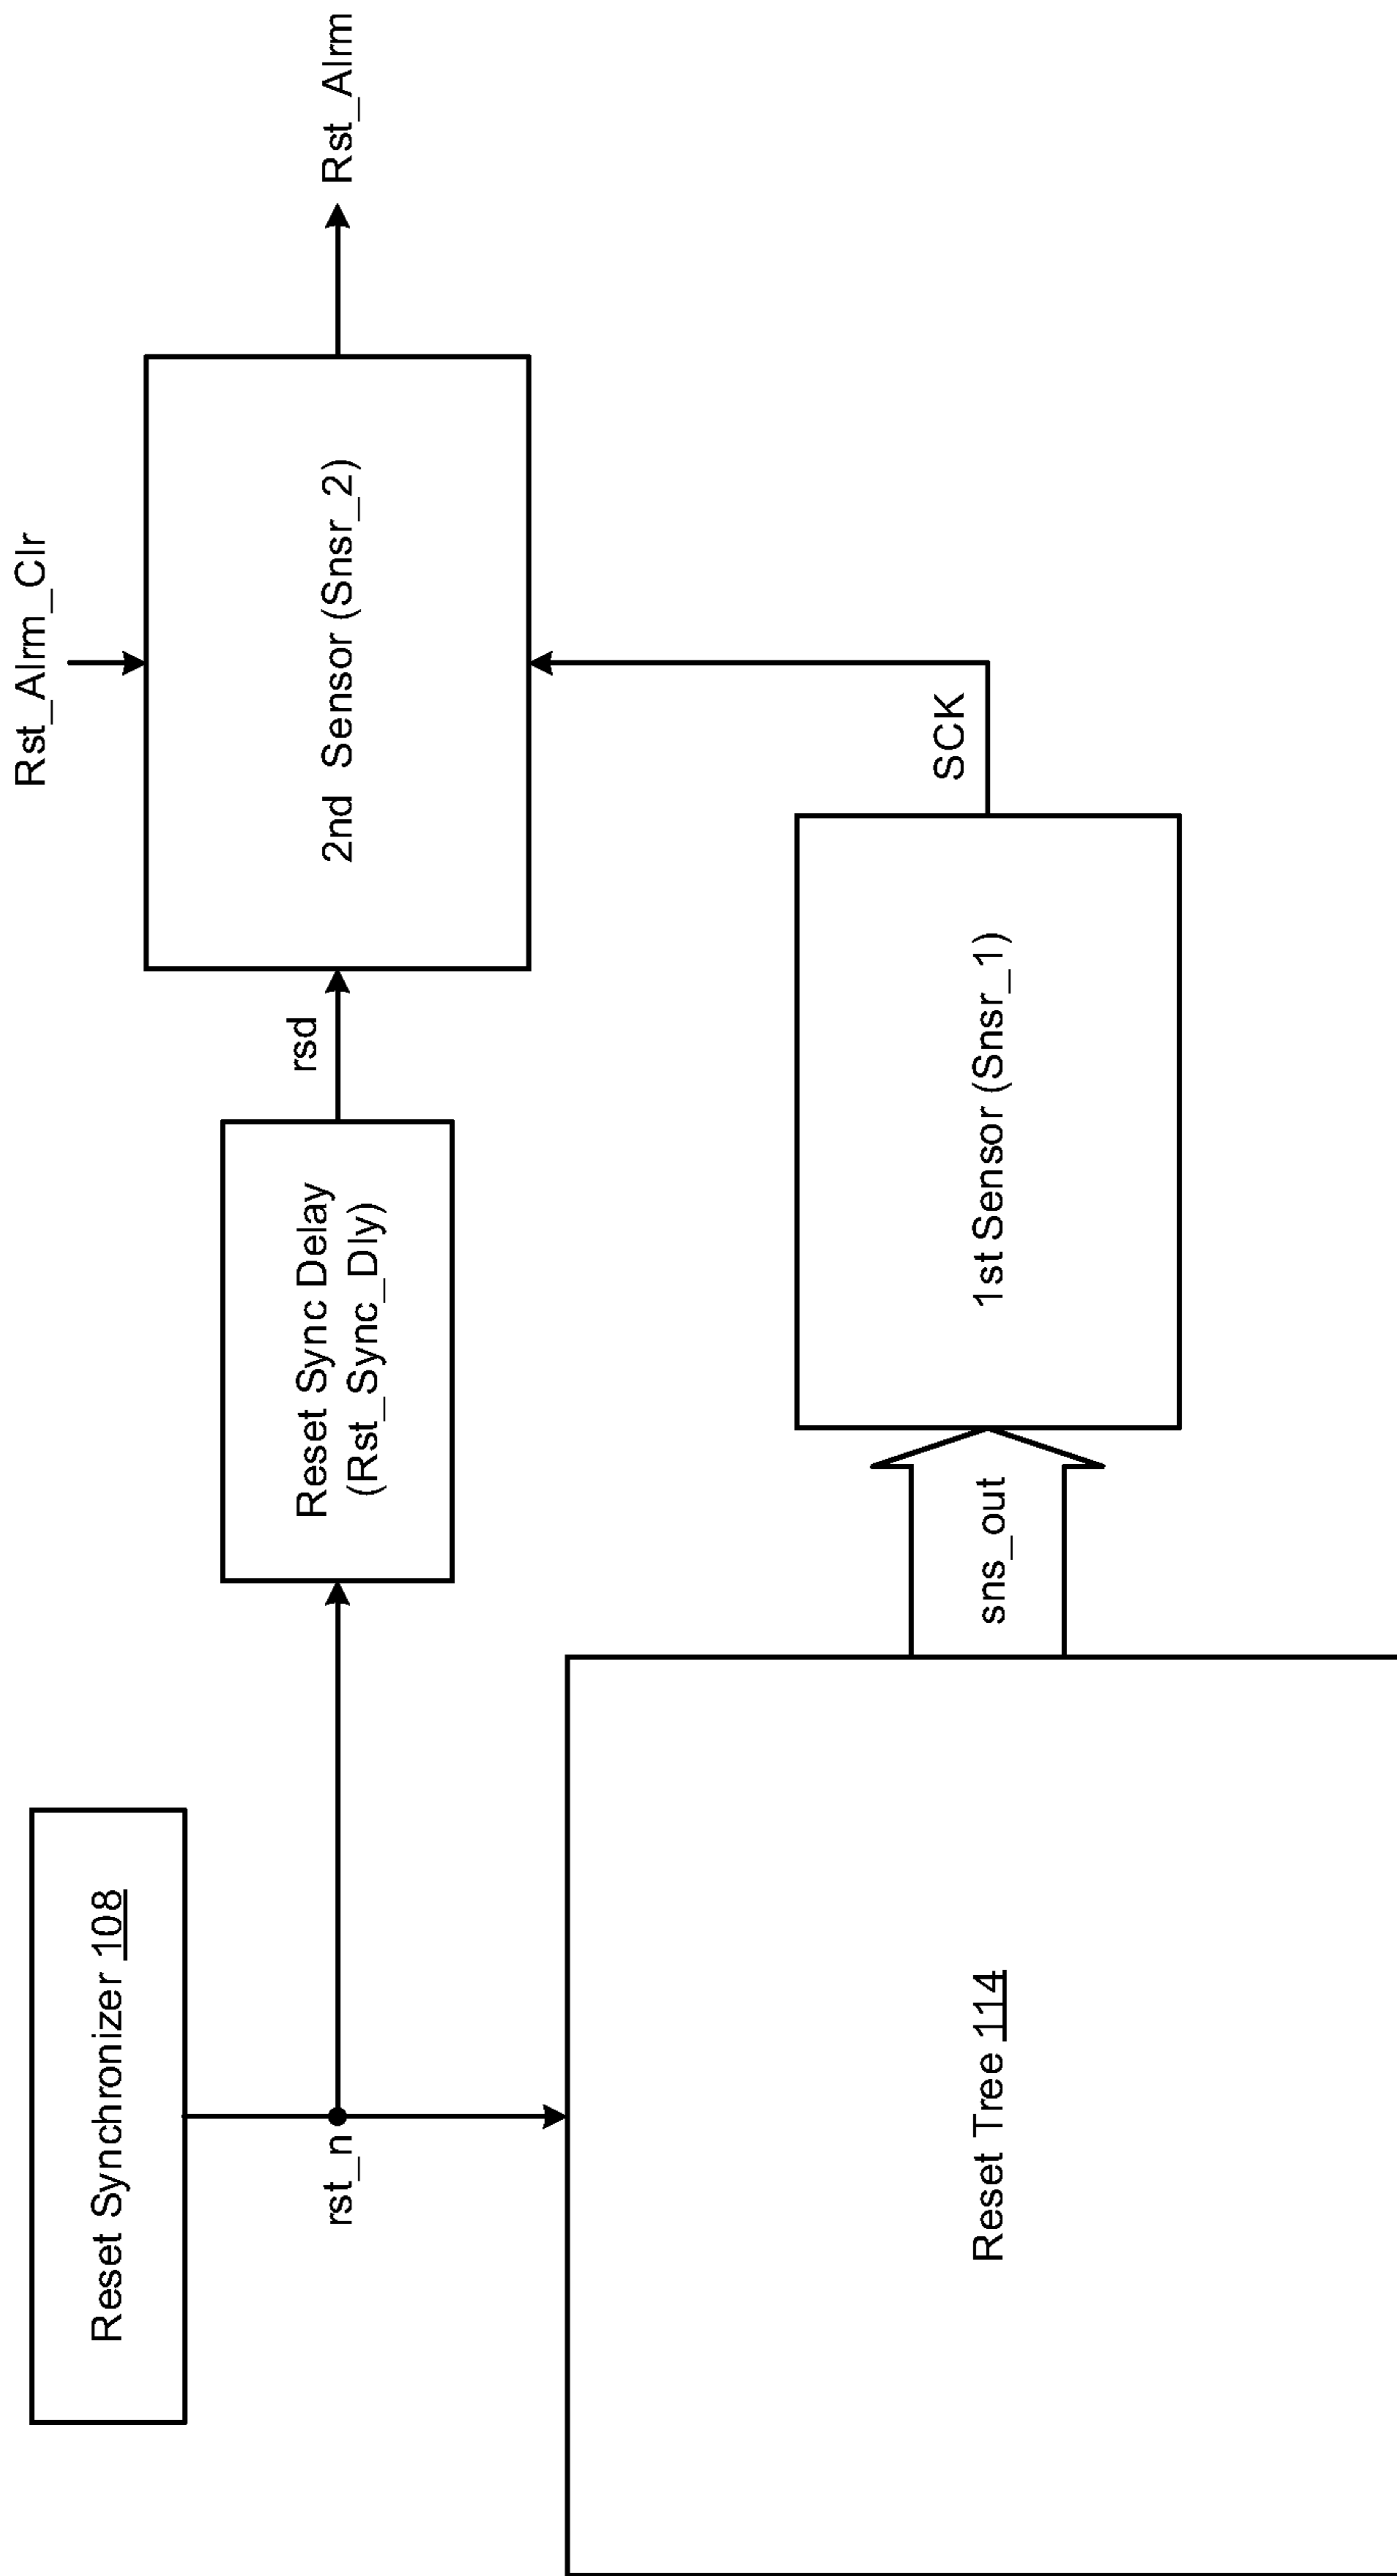 Reset Synchronizer 108
Rst_Alrm_Clr
rst_n
Reset Sync Delay
(Rst_Sync_Dly)
rsd
2nd Sensor (Snsr_2)
Rst_Alrm
Reset Tree 114
sns_out
1st Sensor (Snsr_1)
SCK